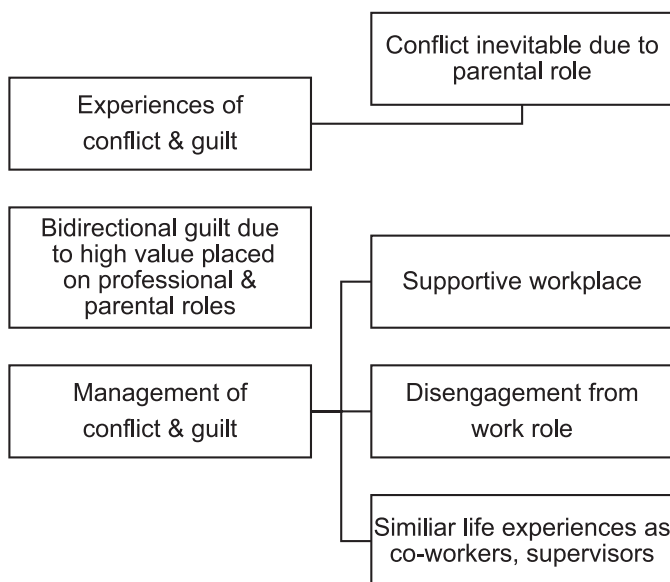 Conflict inevitable due to
parental role
Experiences of
conflict & guilt
Bidirectional guilt due
to high value placed
on professional &
parental roles
Supportive workplace
Management of
conflict & guilt
Disengagement from
work role
Similiar life experiences as
co-workers, supervisors